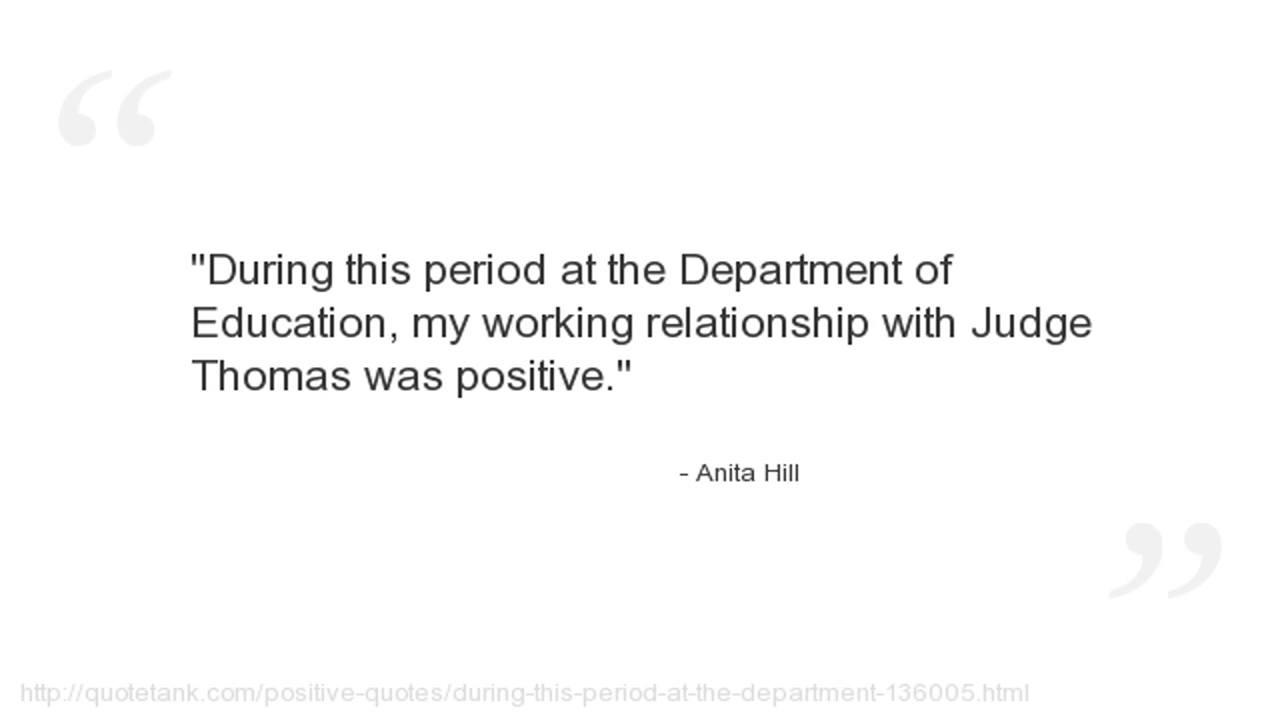 "During this period at the Department of
Education, my working relationship with Judge
Thomas was positive."
- Anita Hill
http://quotetank.com/positive-quotes/during-this-period-at-the-department-136005.html